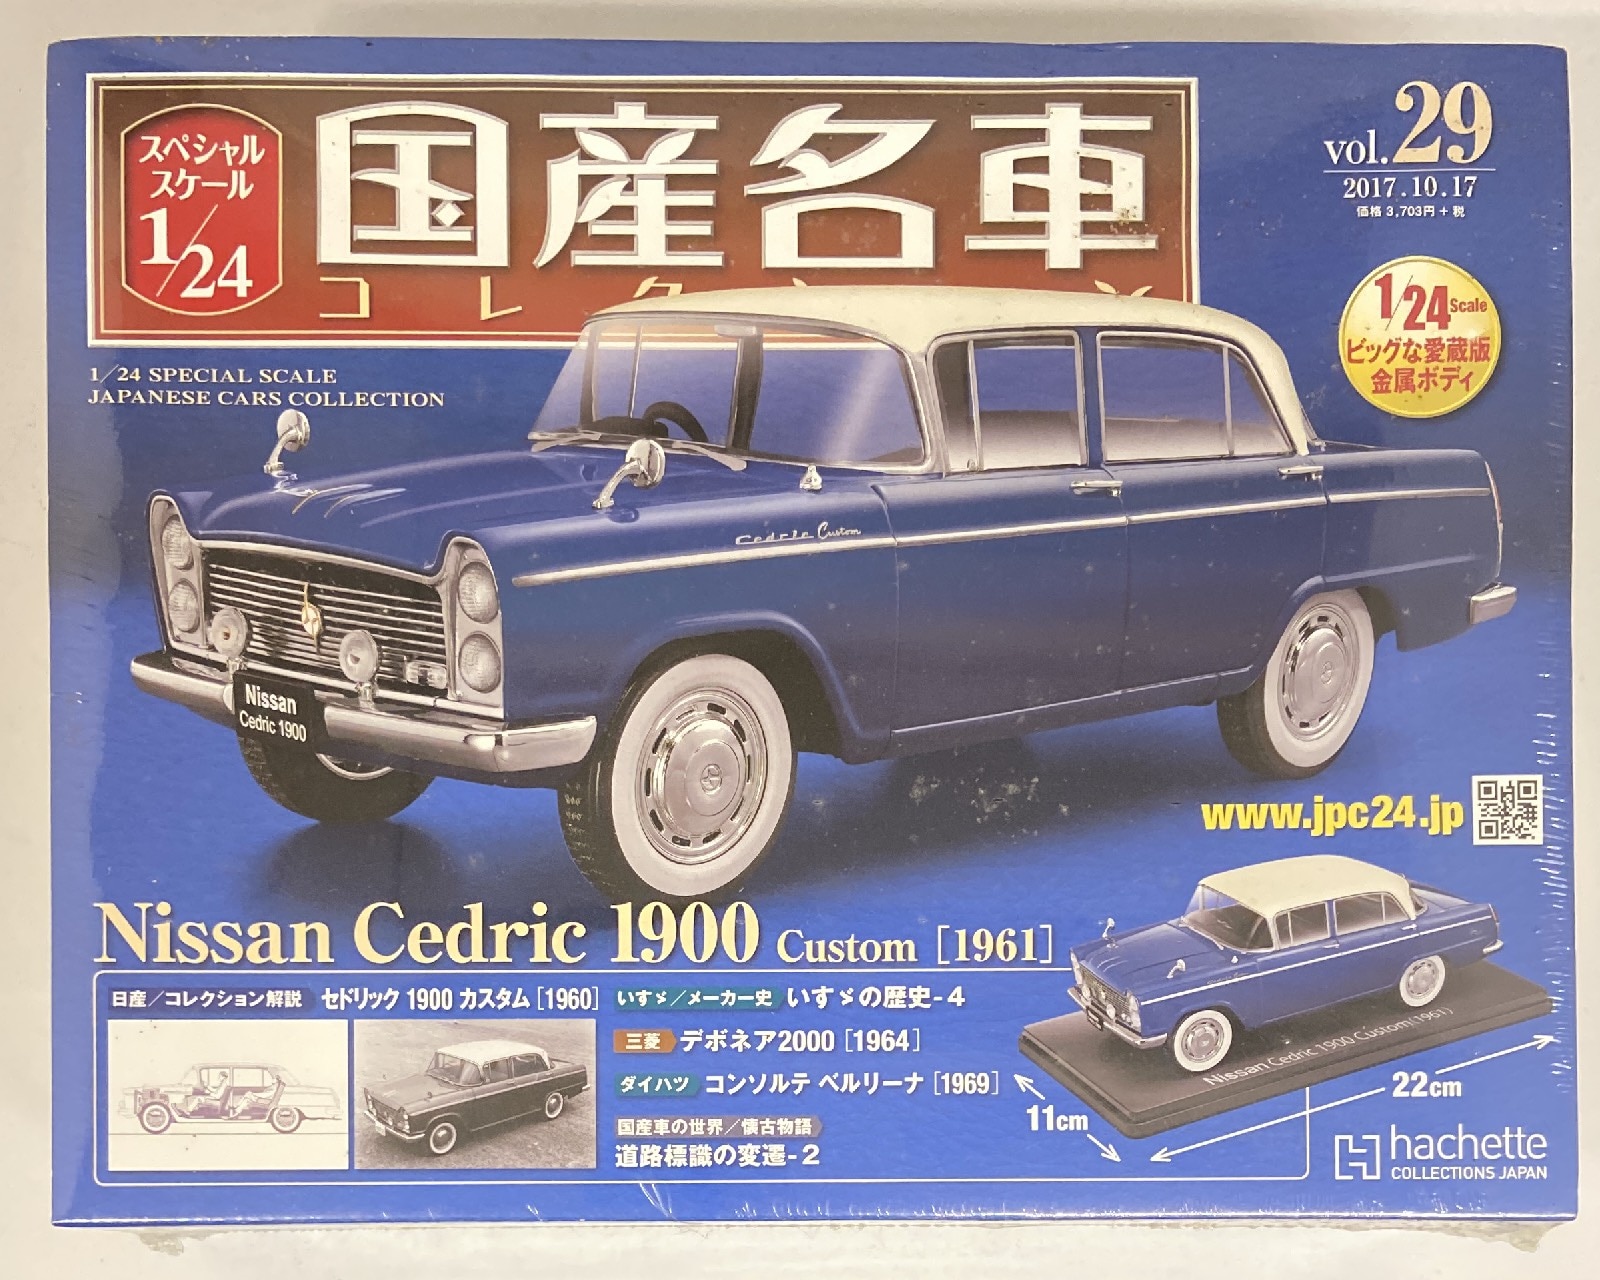 スペシャル
スケール
1/24
国産名車
コレクション
vol.29
2017.10.17
価格 3,703円+税
1/24 Scale
ビッグな愛蔵版
金属ボディ
1/24 SPECIAL SCALE
JAPANESE CARS COLLECTION
Cedric Custom
Nissan
Cedric 1900
www.jpc24.jp
Nissan Cedric 1900 Custom [1961]
日産/コレクション解説 セドリック 1900 カスタム [1960]
いすゞ/メーカー史 いすゞの歴史-4
三菱 デボネア2000 [1964]
ダイハツ コンソルテ ベルリーナ [1969]
国産車の世界/懐古物語
道路標識の変遷-2
Nissan Cedric 1900 Custom(1961)
11cm
22cm
hachette
COLLECTIONS JAPAN